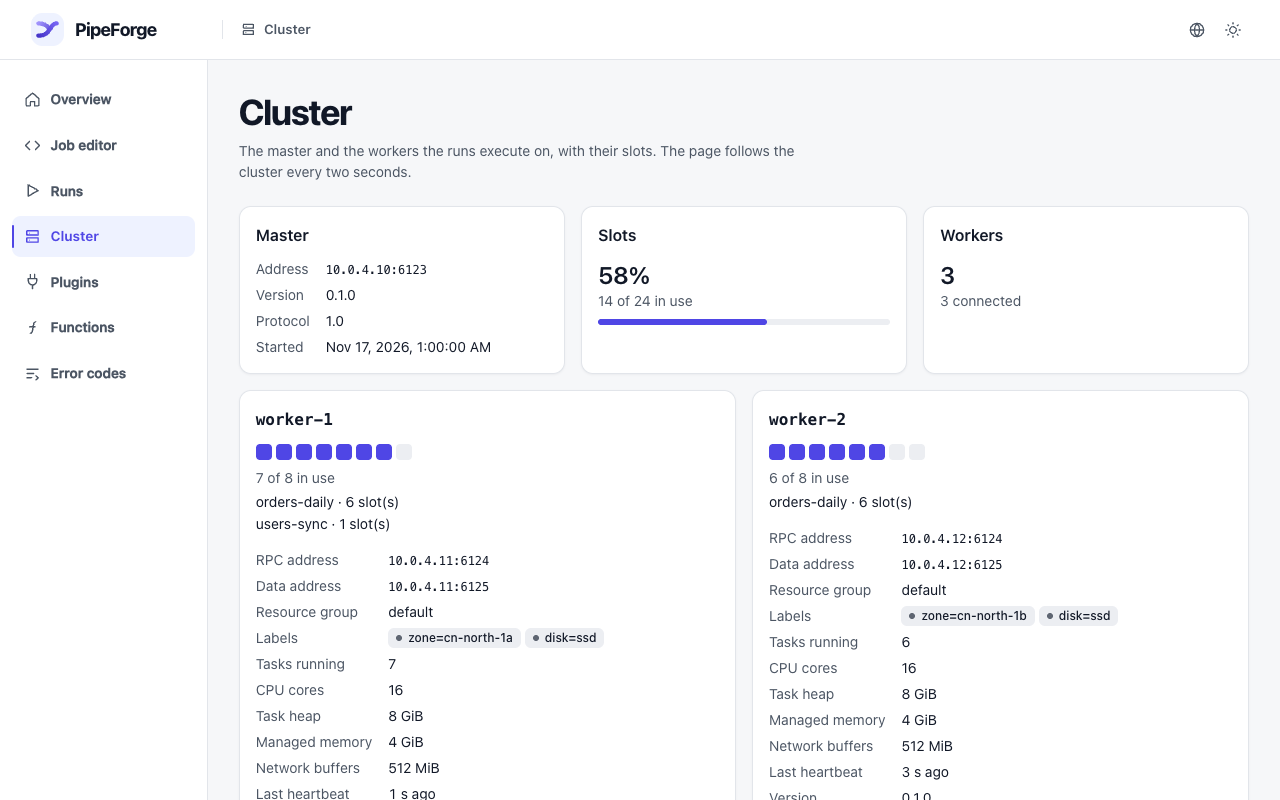 PipeForge
Cluster
Overview
Job editor
Runs
Cluster
Plugins
Functions
Error codes
Cluster
The master and the workers the runs execute on, with their slots. The page follows the
cluster every two seconds.
Master
Address 10.0.4.10:6123
Version 0.1.0
Protocol 1.0
Started Nov 17, 2026, 1:00:00 AM
Slots
58%
14 of 24 in use
Workers
3
3 connected
worker-1
7 of 8 in use
orders-daily · 6 slot(s)
users-sync · 1 slot(s)
RPC address 10.0.4.11:6124
Data address 10.0.4.11:6125
Resource group default
Labels zone=cn-north-1a disk=ssd
Tasks running 7
CPU cores 16
Task heap 8 GiB
Managed memory 4 GiB
Network buffers 512 MiB
Last heartbeat 1 s ago
worker-2
6 of 8 in use
orders-daily · 6 slot(s)
RPC address 10.0.4.12:6124
Data address 10.0.4.12:6125
Resource group default
Labels zone=cn-north-1b disk=ssd
Tasks running 6
CPU cores 16
Task heap 8 GiB
Managed memory 4 GiB
Network buffers 512 MiB
Last heartbeat 3 s ago
Version 0.1.0